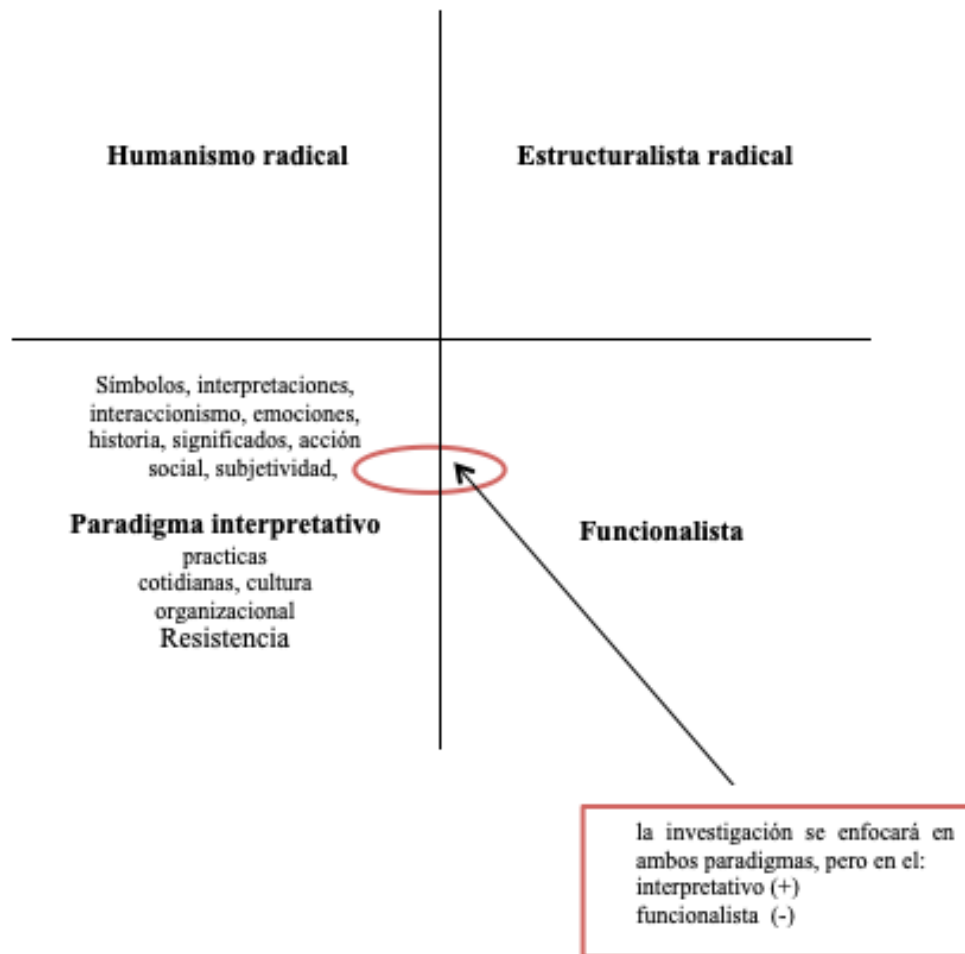 Humanismo radical
Estructuralista radical
Símbolos, interpretaciones,
interaccionismo, emociones,
historia, significados, acción
social, subjetividad,
Paradigma interpretativo
practicas
cotidianas, cultura
organizacional
Resistencia
Funcionalista
la investigación se enfocará en
ambos paradigmas, pero en el:
interpretativo (+)
funcionalista (-)